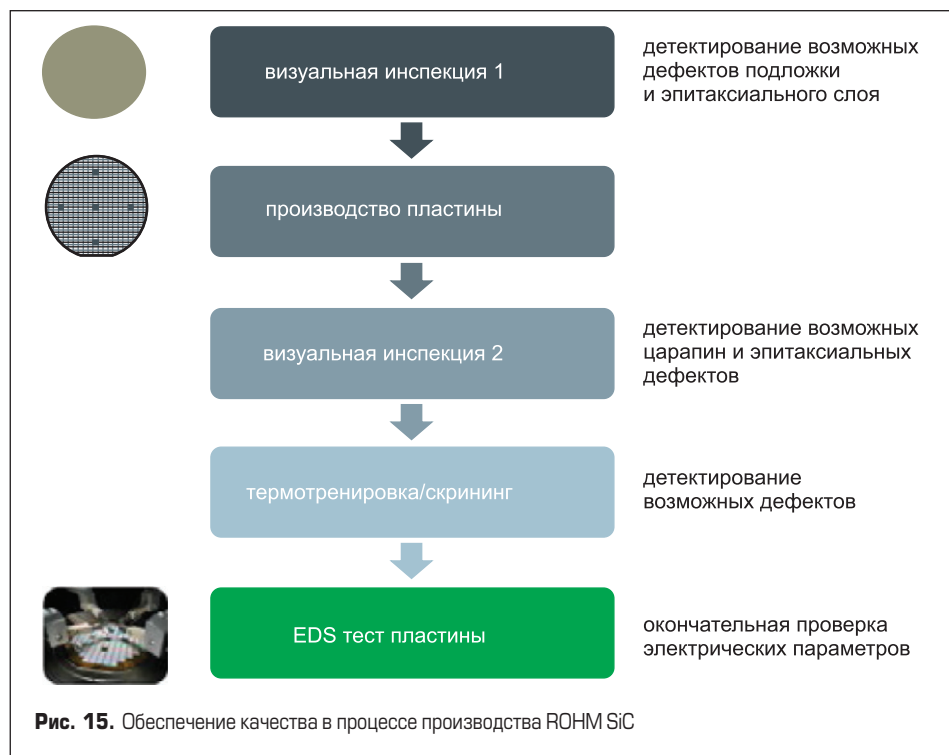 визуальная инспекция 1
детектирование возможных
дефектов подложки
и эпитаксиального слоя
производство пластины
визуальная инспекция 2
детектирование возможных
царапин и эпитаксиальных
дефектов
термотренировка/скрининг
детектирование
возможных дефектов
EDS тест пластины
окончательная проверка
электрических параметров
Рис. 15. Обеспечение качества в процессе производства ROHM SiC